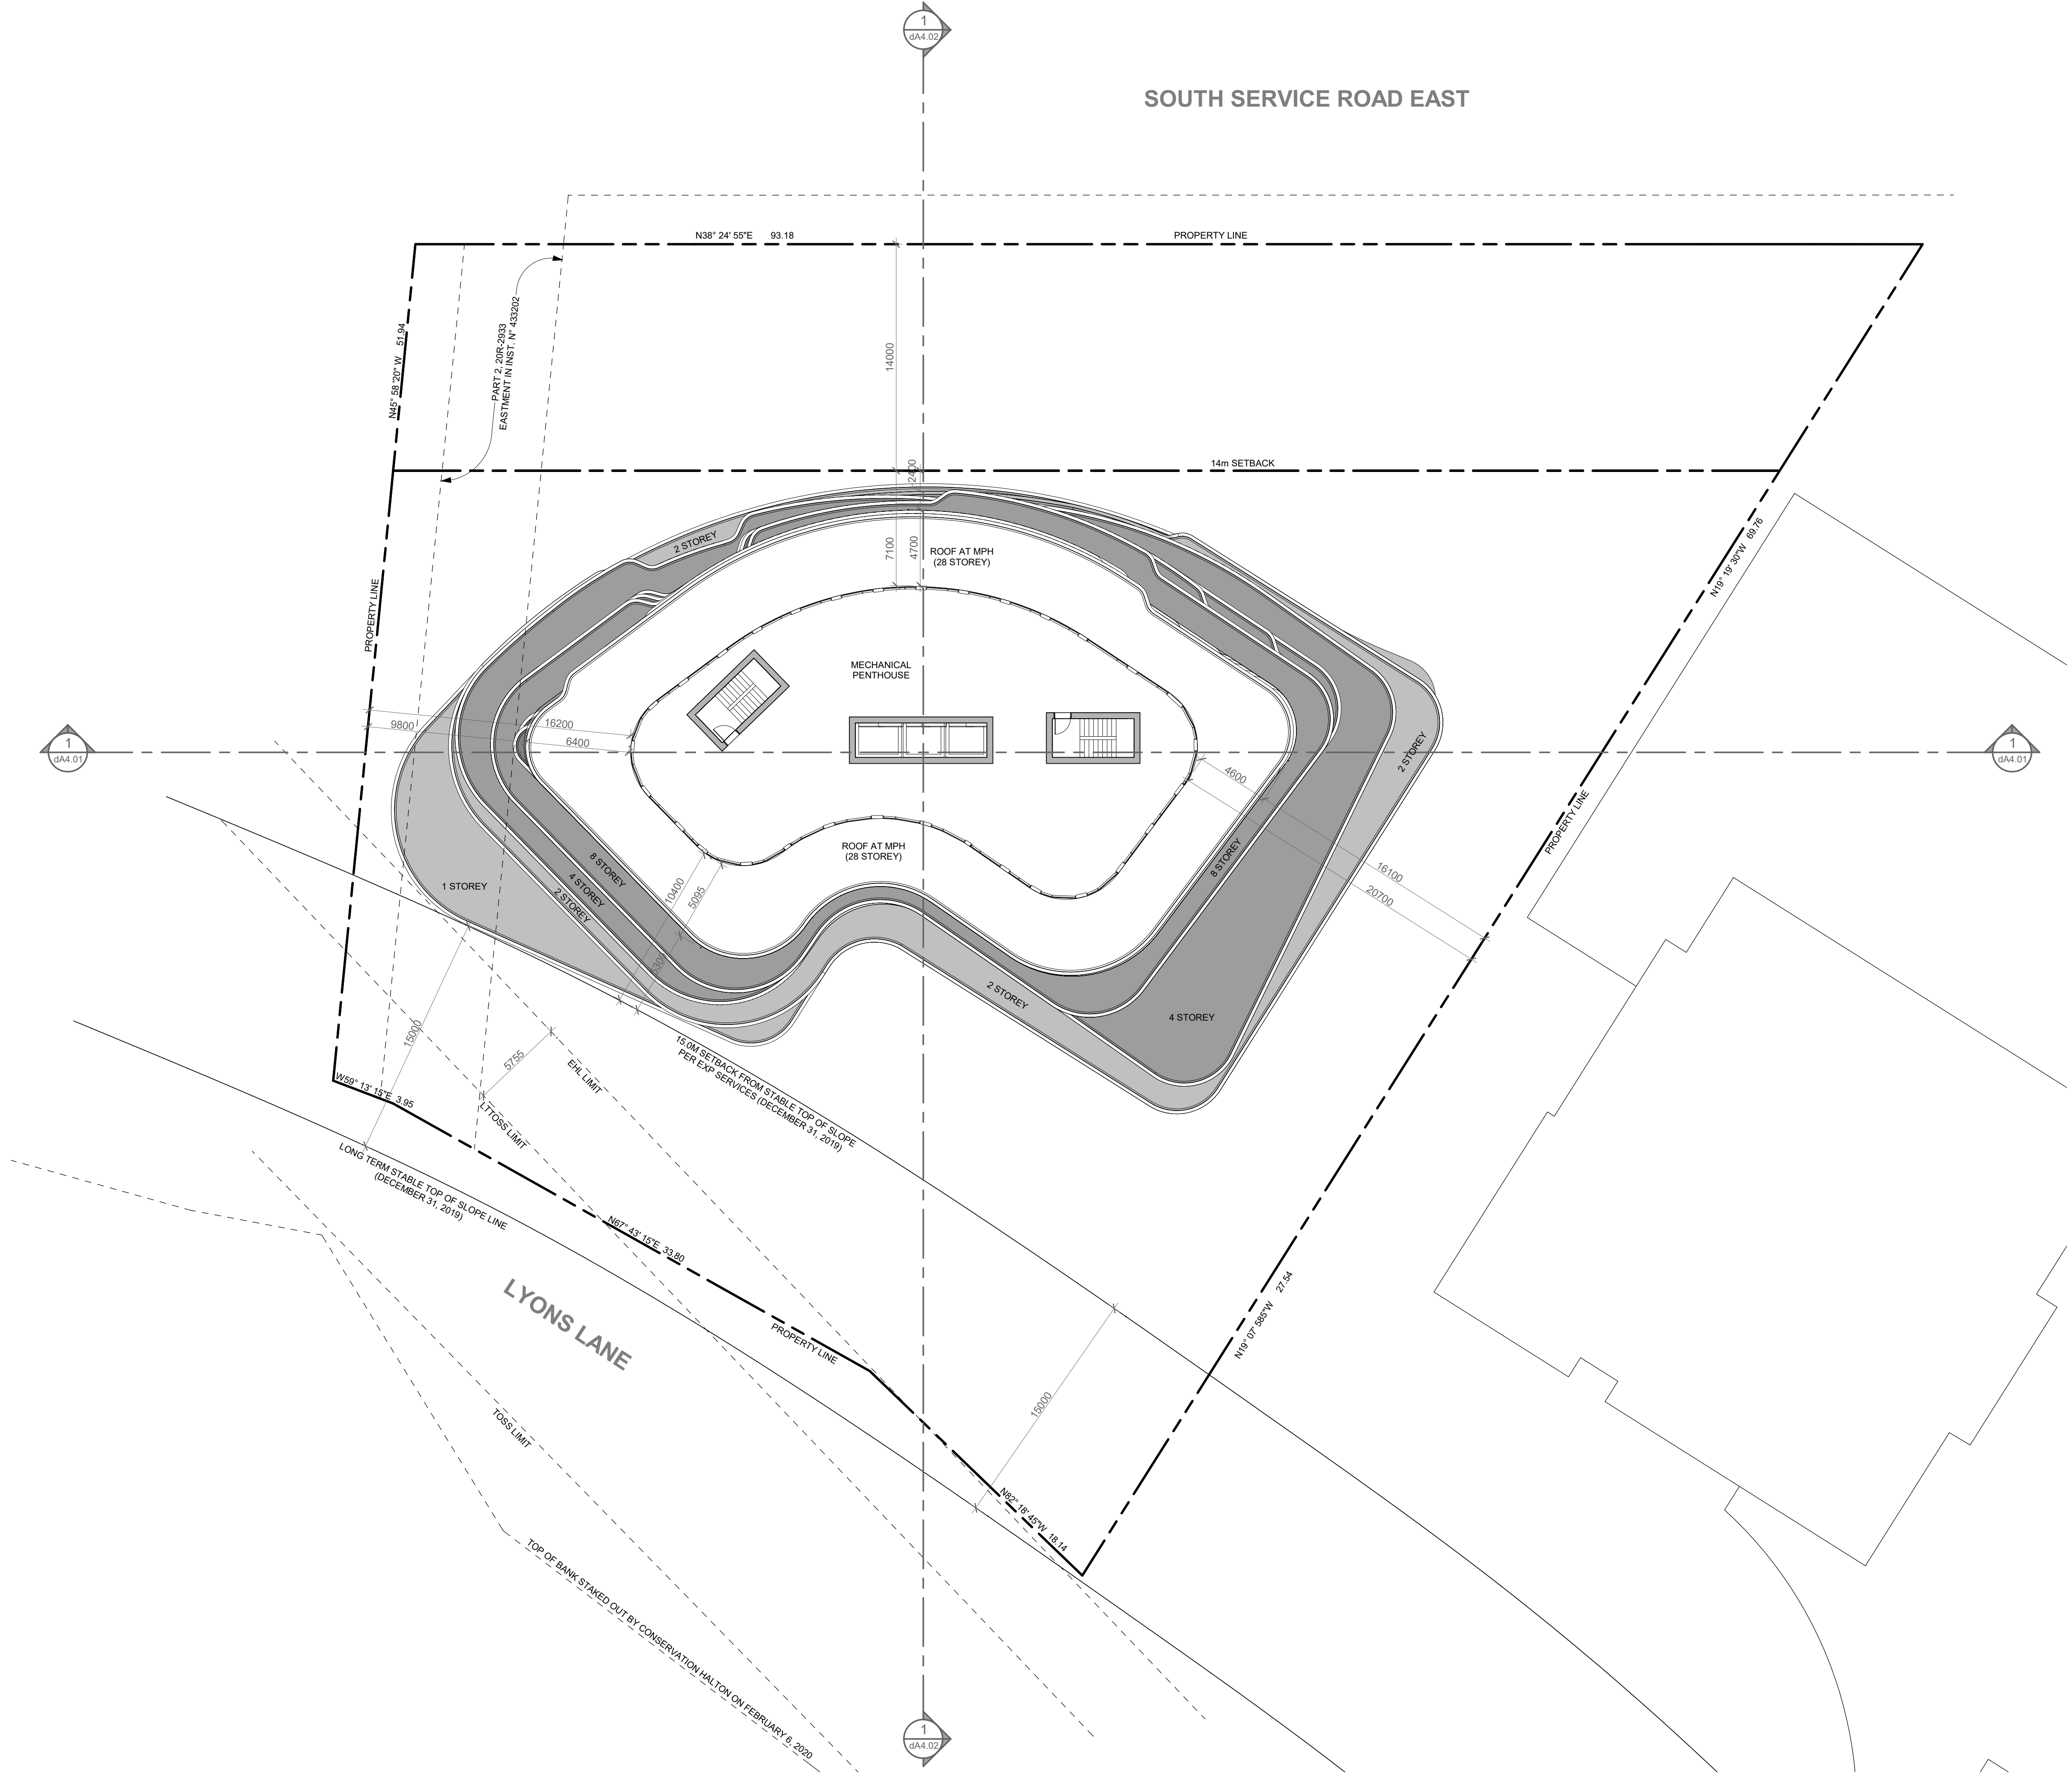 1
dA4.02
SOUTH SERVICE ROAD EAST
N38° 24' 55"E 93.18
PROPERTY LINE
N45° 58 '20" W 51.94
PART 2, 20R-2933
EASTMENT IN INST. N° 433202
14000
14m SETBACK
2400
2 STOREY
7100
4700
ROOF AT MPH
(28 STOREY)
N19° 19' 30"W 69.76
PROPERTY LINE
MECHANICAL
PENTHOUSE
9800
16200
6400
1
dA4.01
1
dA4.01
4600
2 STOREY
PROPERTY LINE
ROOF AT MPH
(28 STOREY)
8 STOREY
4 STOREY
2 STOREY
1 STOREY
10400
5095
8 STOREY
16100
20700
2 STOREY
4 STOREY
15000
5755
EHL LIMIT
LTTOSS LIMIT
15.0M SETBACK FROM STABLE TOP OF SLOPE
PER EXP SERVICES (DECEMBER 31, 2019)
W59° 13' 15"E 3.95
LONG TERM STABLE TOP OF SLOPE LINE
(DECEMBER 31, 2019)
N67° 43' 15"E 33.80
LYONS LANE
PROPERTY LINE
N19° 07' 585"W 27.54
15000
TOSS LIMIT
N82° 18' 45"W 18.14
TOP OF BANK STAKED OUT BY CONSERVATION HALTON ON FEBRUARY 6, 2020
1
dA4.02